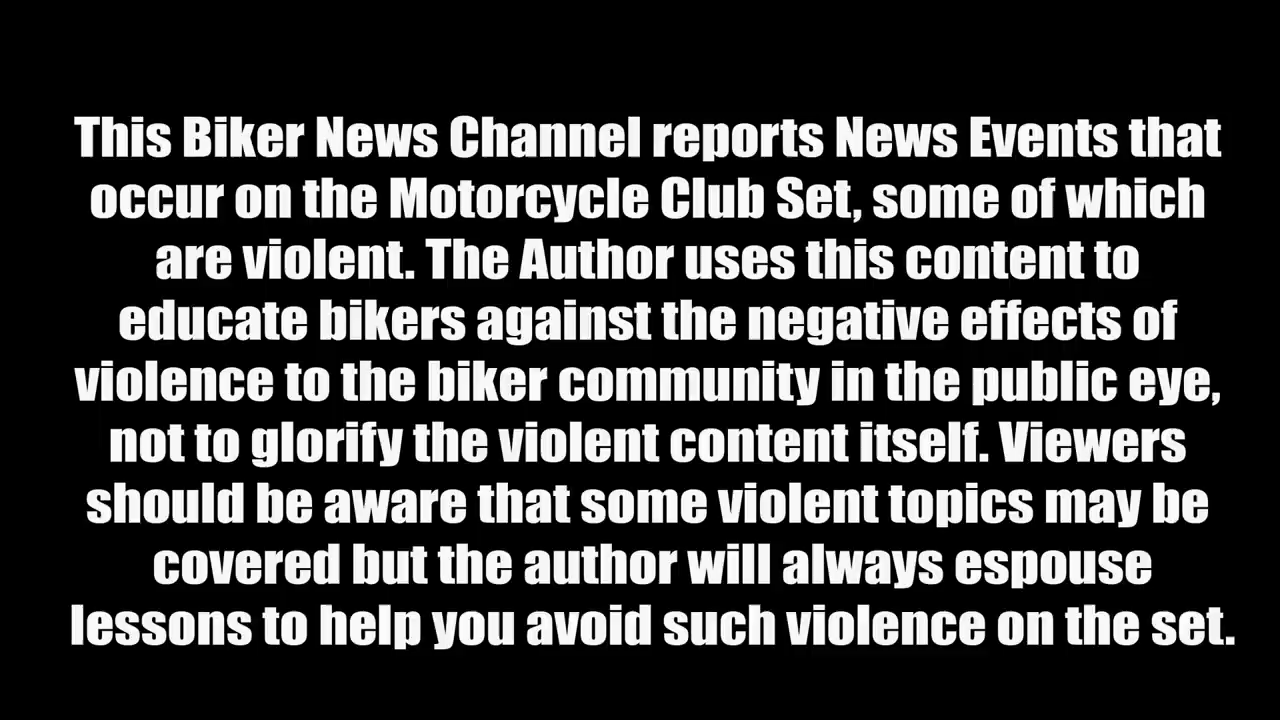 This Biker News Channel reports News Events that
occur on the Motorcycle Club Set, some of which
are violent. The Author uses this content to
educate bikers against the negative effects of
violence to the biker community in the public eye,
not to glorify the violent content itself. Viewers
should be aware that some violent topics may be
covered but the author will always espouse
lessons to help you avoid such violence on the set.